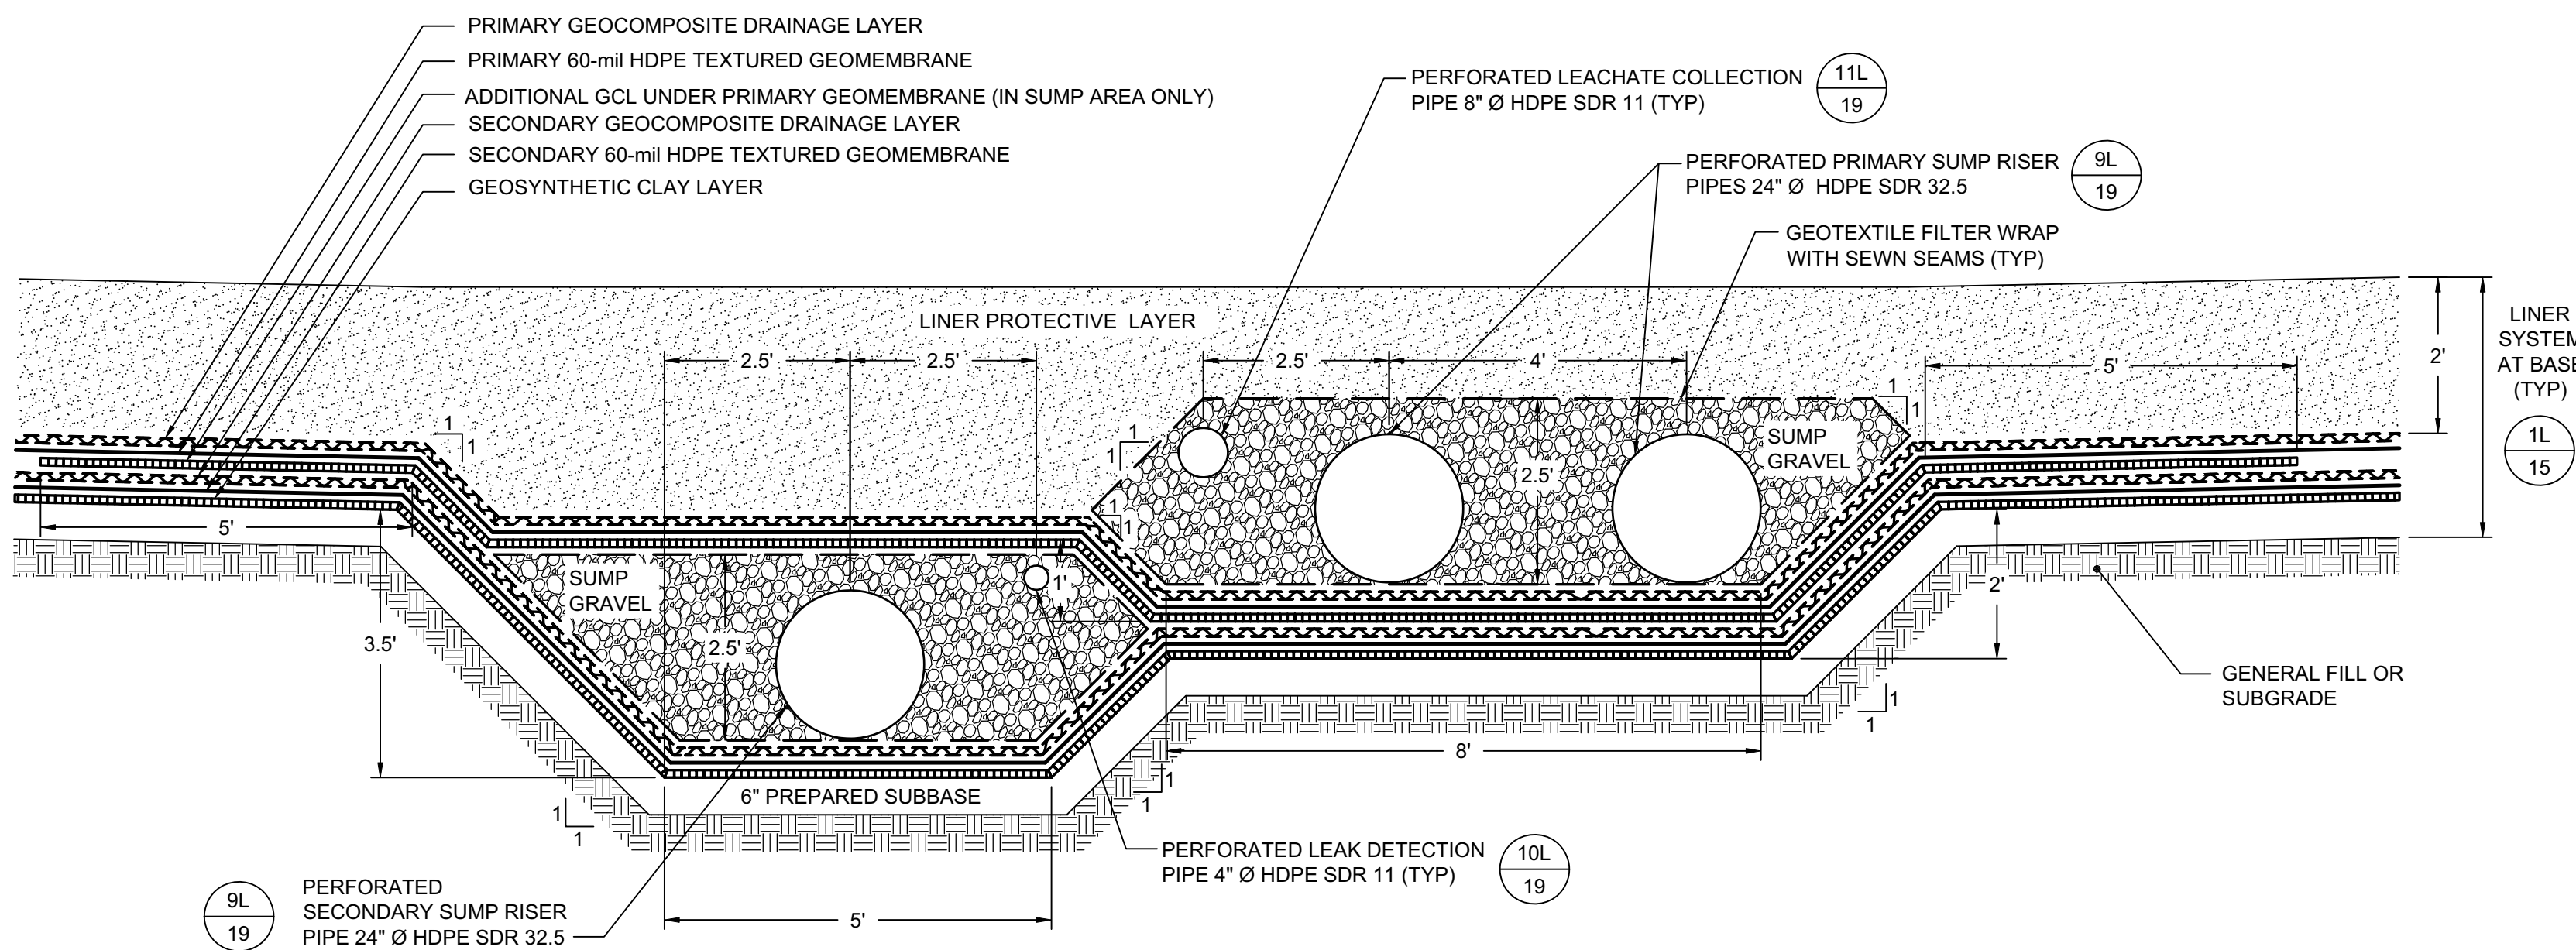 PRIMARY GEOCOMPOSITE DRAINAGE LAYER
PRIMARY 60-mil HDPE TEXTURED GEOMEMBRANE
ADDITIONAL GCL UNDER PRIMARY GEOMEMBRANE (IN SUMP AREA ONLY)
SECONDARY GEOCOMPOSITE DRAINAGE LAYER
SECONDARY 60-mil HDPE TEXTURED GEOMEMBRANE
GEOSYNTHETIC CLAY LAYER
PERFORATED LEACHATE COLLECTION
PIPE 8" Ø HDPE SDR 11 (TYP)
11L
19
PERFORATED PRIMARY SUMP RISER
PIPES 24" Ø HDPE SDR 32.5
9L
19
GEOTEXTILE FILTER WRAP
WITH SEWN SEAMS (TYP)
LINER PROTECTIVE LAYER
2.5'
2.5'
2.5'
4'
5'
2'
LINER
SYSTEM
AT BASE
(TYP)
1L
15
1
1
1
1
1
1
1
1
SUMP
GRAVEL
2.5'
5'
SUMP
GRAVEL
1'
2.5'
3.5'
2'
GENERAL FILL OR
SUBGRADE
1
1
8'
1
1
1
1
6" PREPARED SUBBASE
PERFORATED LEAK DETECTION
PIPE 4" Ø HDPE SDR 11 (TYP)
10L
19
9L
19
PERFORATED
SECONDARY SUMP RISER
PIPE 24" Ø HDPE SDR 32.5
5'